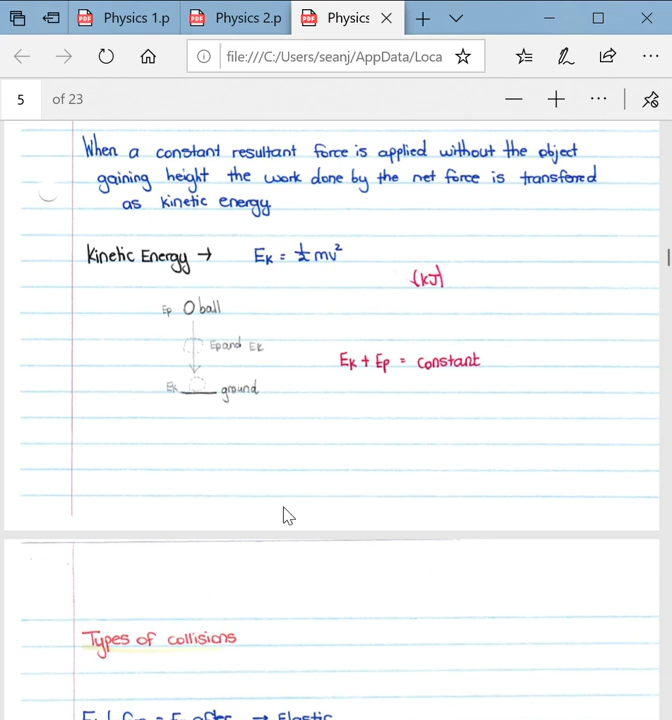 Physics 1.p
Physics 2.p
Physics
file:///C:/Users/seanj/AppData/Loca
5 of 23
When a constant resultant force is applied without the object
gaining height the work done by the net force is transfered
as kinetic energy
Kinetic Energy → Ek = ½mv²
(kJ)
Ep O ball
Ep and Ek
Ek + Ep = constant
Ek ground
Types of collisions
→ Elastic